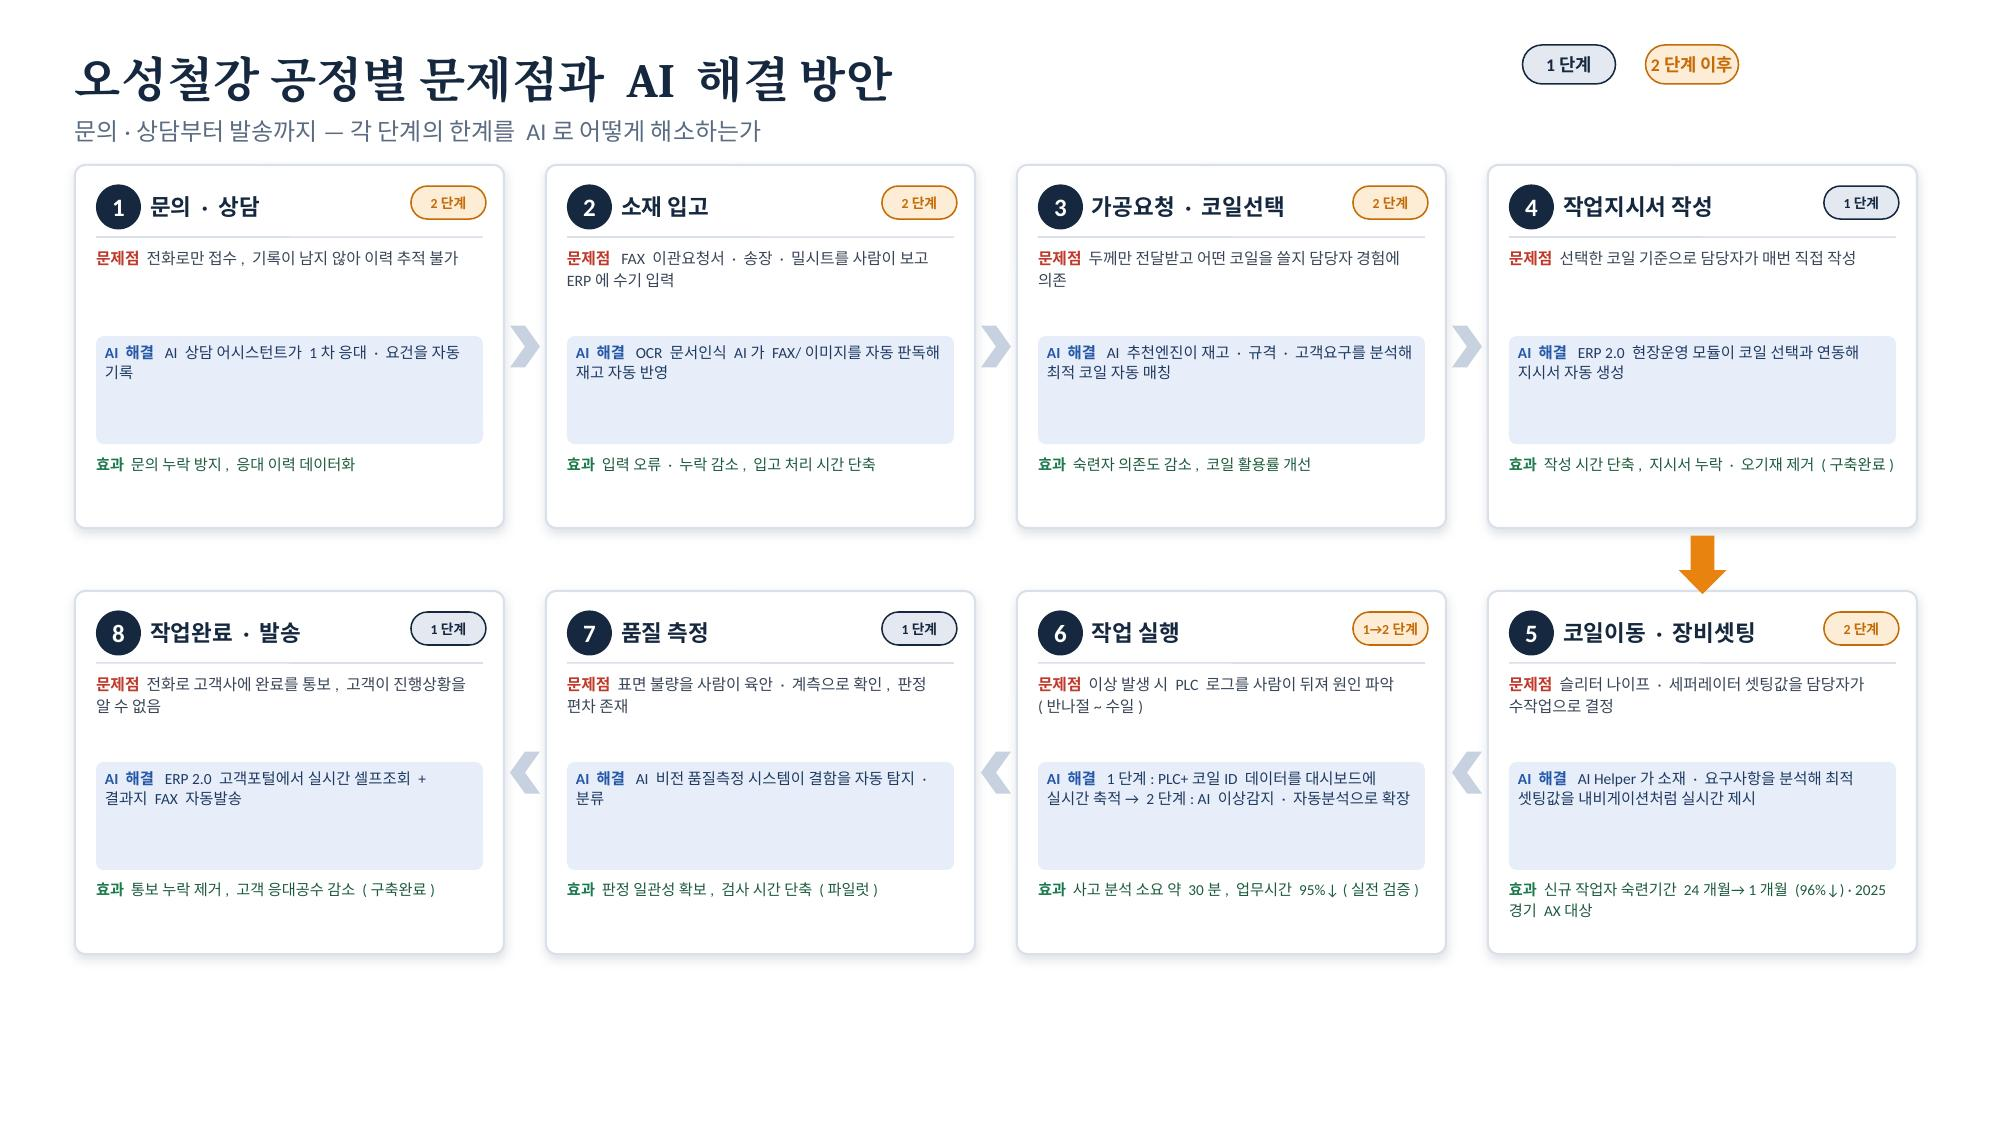 오성철강 공정별 문제점과 AI 해결 방안
1 단계
2 단계 이후
문의 · 상담부터 발송까지 — 각 단계의 한계를 AI 로 어떻게 해소하는가
1 문의 · 상담
2 단계
문제점 전화로만 접수 , 기록이 남지 않아 이력 추적 불가
AI 해결 AI 상담 어시스턴트가 1 차 응대 · 요건을 자동
기록
효과 문의 누락 방지 , 응대 이력 데이터화
2 소재 입고
2 단계
문제점 FAX 이관요청서 · 송장 · 밀시트를 사람이 보고
ERP 에 수기 입력
AI 해결 OCR 문서인식 AI 가 FAX/ 이미지를 자동 판독해
재고 자동 반영
효과 입력 오류 · 누락 감소 , 입고 처리 시간 단축
3 가공요청 · 코일선택
2 단계
문제점 두께만 전달받고 어떤 코일을 쓸지 담당자 경험에
의존
AI 해결 AI 추천엔진이 재고 · 규격 · 고객요구를 분석해
최적 코일 자동 매칭
효과 숙련자 의존도 감소 , 코일 활용률 개선
4 작업지시서 작성
1 단계
문제점 선택한 코일 기준으로 담당자가 매번 직접 작성
AI 해결 ERP 2.0 현장운영 모듈이 코일 선택과 연동해
지시서 자동 생성
효과 작성 시간 단축 , 지시서 누락 · 오기재 제거 ( 구축완료 )
8 작업완료 · 발송
1 단계
문제점 전화로 고객사에 완료를 통보 , 고객이 진행상황을
알 수 없음
AI 해결 ERP 2.0 고객포털에서 실시간 셀프조회 +
결과지 FAX 자동발송
효과 통보 누락 제거 , 고객 응대공수 감소 ( 구축완료 )
7 품질 측정
1 단계
문제점 표면 불량을 사람이 육안 · 계측으로 확인 , 판정
편차 존재
AI 해결 AI 비전 품질측정 시스템이 결함을 자동 탐지 ·
분류
효과 판정 일관성 확보 , 검사 시간 단축 ( 파일럿 )
6 작업 실행
1→2 단계
문제점 이상 발생 시 PLC 로그를 사람이 뒤져 원인 파악
( 반나절 ~ 수일 )
AI 해결 1 단계 : PLC+ 코일 ID 데이터를 대시보드에
실시간 축적 → 2 단계 : AI 이상감지 · 자동분석으로 확장
효과 사고 분석 소요 약 30 분 , 업무시간 95%↓ ( 실전 검증 )
5 코일이동 · 장비셋팅
2 단계
문제점 슬리터 나이프 · 세퍼레이터 셋팅값을 담당자가
수작업으로 결정
AI 해결 AI Helper 가 소재 · 요구사항을 분석해 최적
셋팅값을 내비게이션처럼 실시간 제시
효과 신규 작업자 숙련기간 24 개월→ 1 개월 (96%↓) · 2025
경기 AX 대상